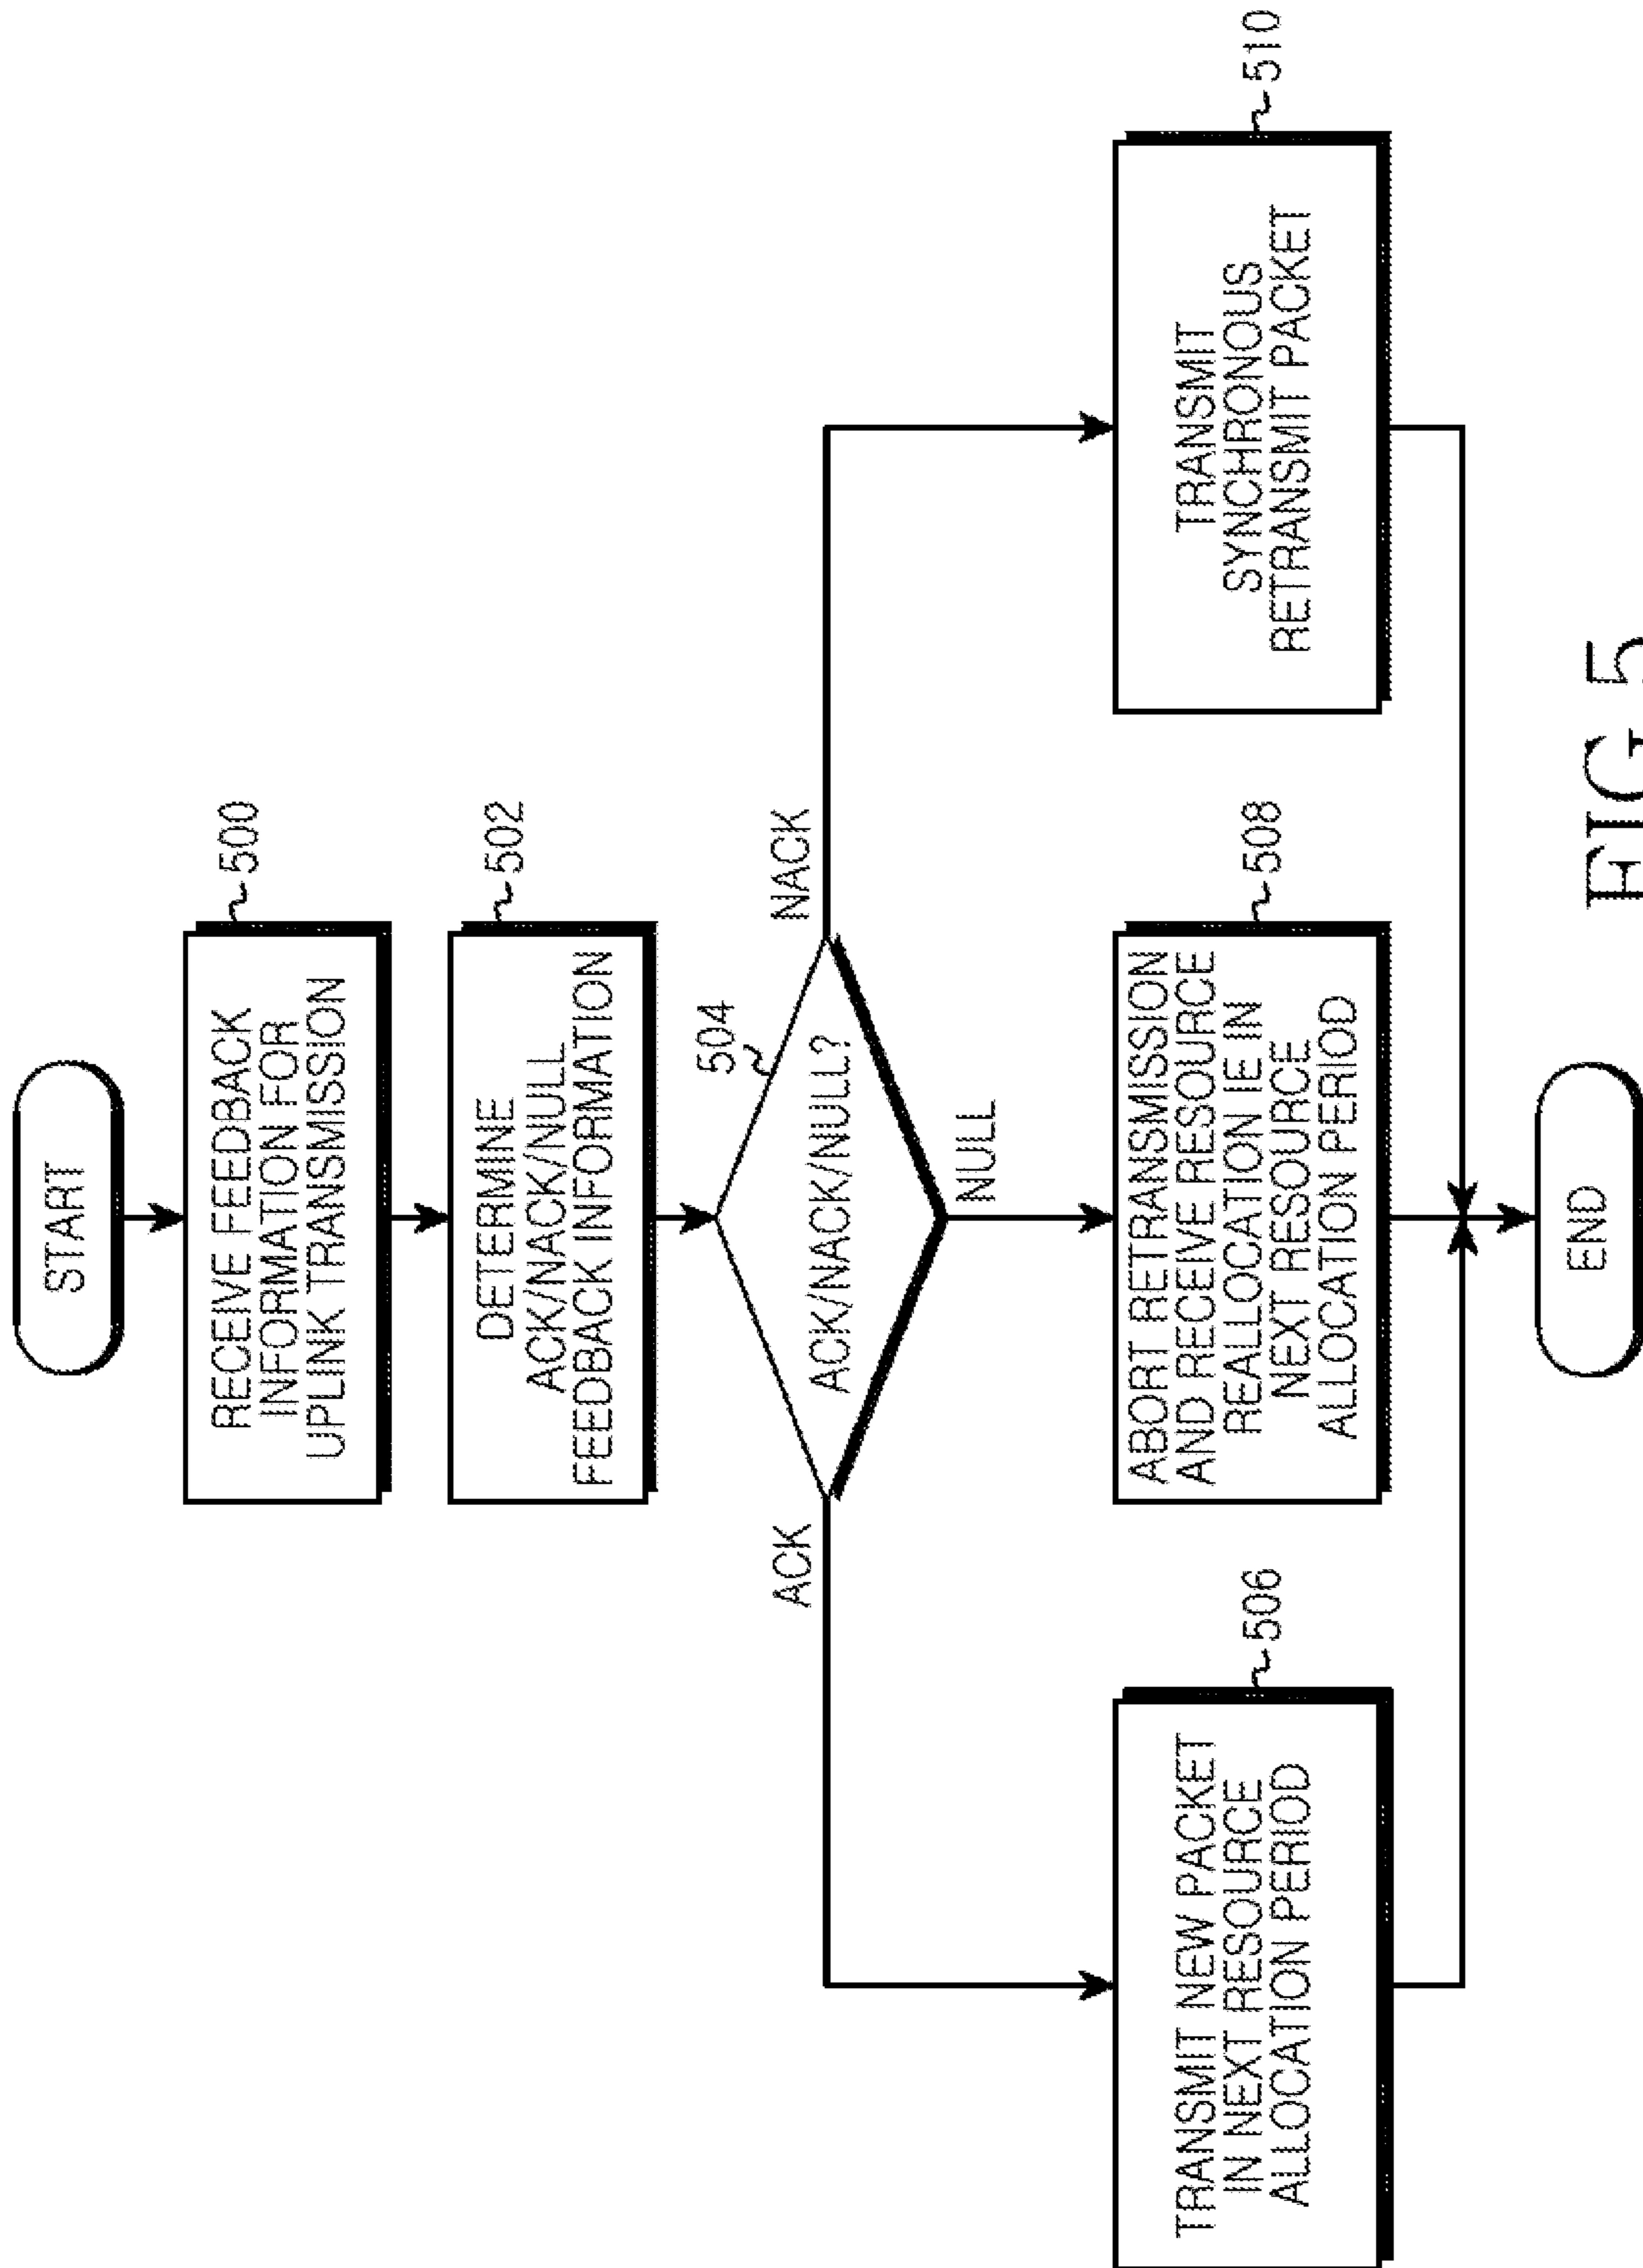 START
RECEIVE FEEDBACK
INFORMATION FOR
UPLINK TRANSMISSION
500
DETERMINE
ACK/NACK/NULL
FEEDBACK INFORMATION
502
504
ACK/NACK/NULL?
ACK
NACK
NULL
TRANSMIT NEW PACKET
IN NEXT RESOURCE
ALLOCATION PERIOD
506
ABORT RETRANSMISSION
AND RECEIVE RESOURCE
REALLOCATION IE IN
NEXT RESOURCE
ALLOCATION PERIOD
508
TRANSMIT
SYNCHRONOUS
RETRANSMIT PACKET
510
END
FIG.5